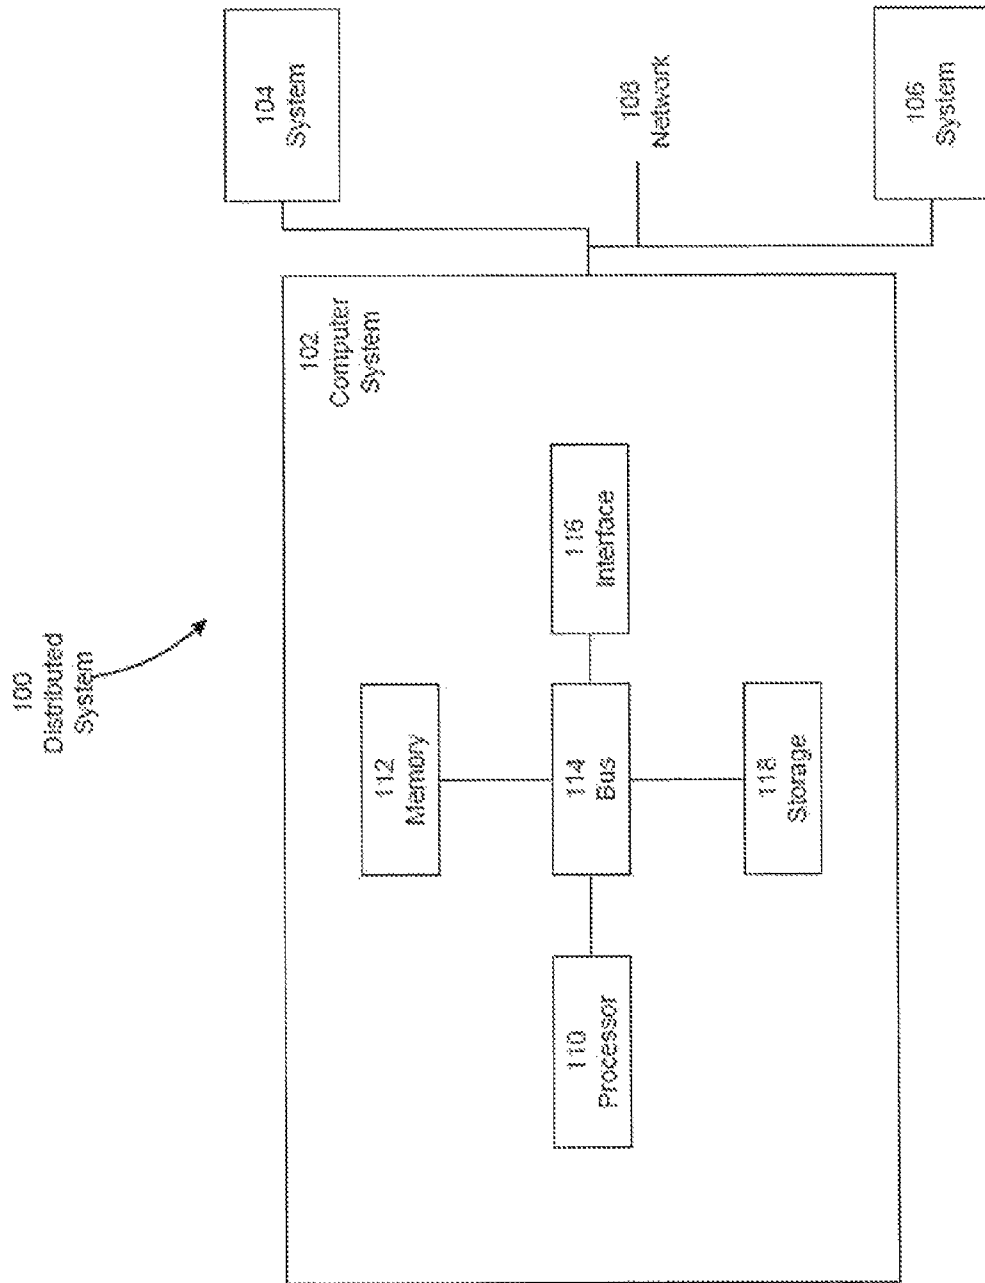 100
Distributed
System
102
Computer
System
112
Memory
110
Processor
114
Bus
116
Interface
118
Storage
104
System
108
Network
106
System